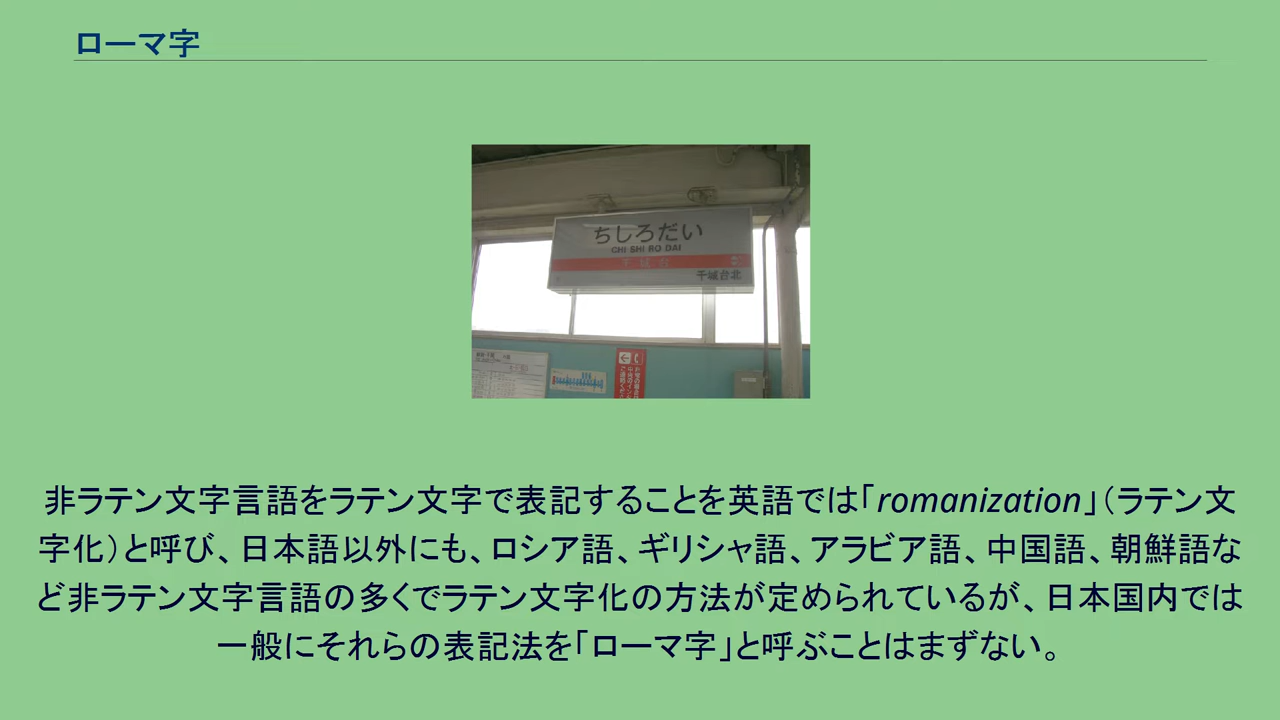 ローマ字
ちしろだい
CHI SHI RO DAI
千城台
千城台北
非ラテン文字言語をラテン文字で表記することを英語では「romanization」（ラテン文
字化）と呼び、日本語以外にも、ロシア語、ギリシャ語、アラビア語、中国語、朝鮮語な
ど非ラテン文字言語の多くでラテン文字化の方法が定められているが、日本国内では
一般にそれらの表記法を「ローマ字」と呼ぶことはまずない。